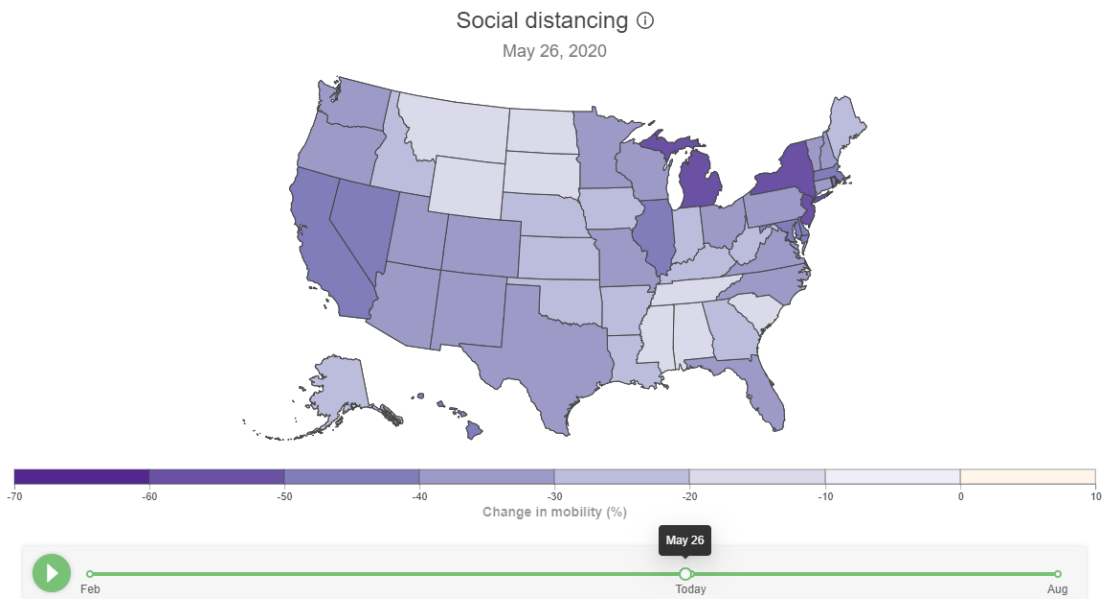 Social distancing ⓘ
May 26, 2020
-70 -60 -50 -40 -30 -20 -10 0 10
Change in mobility (%)
May 26
Feb Today Aug